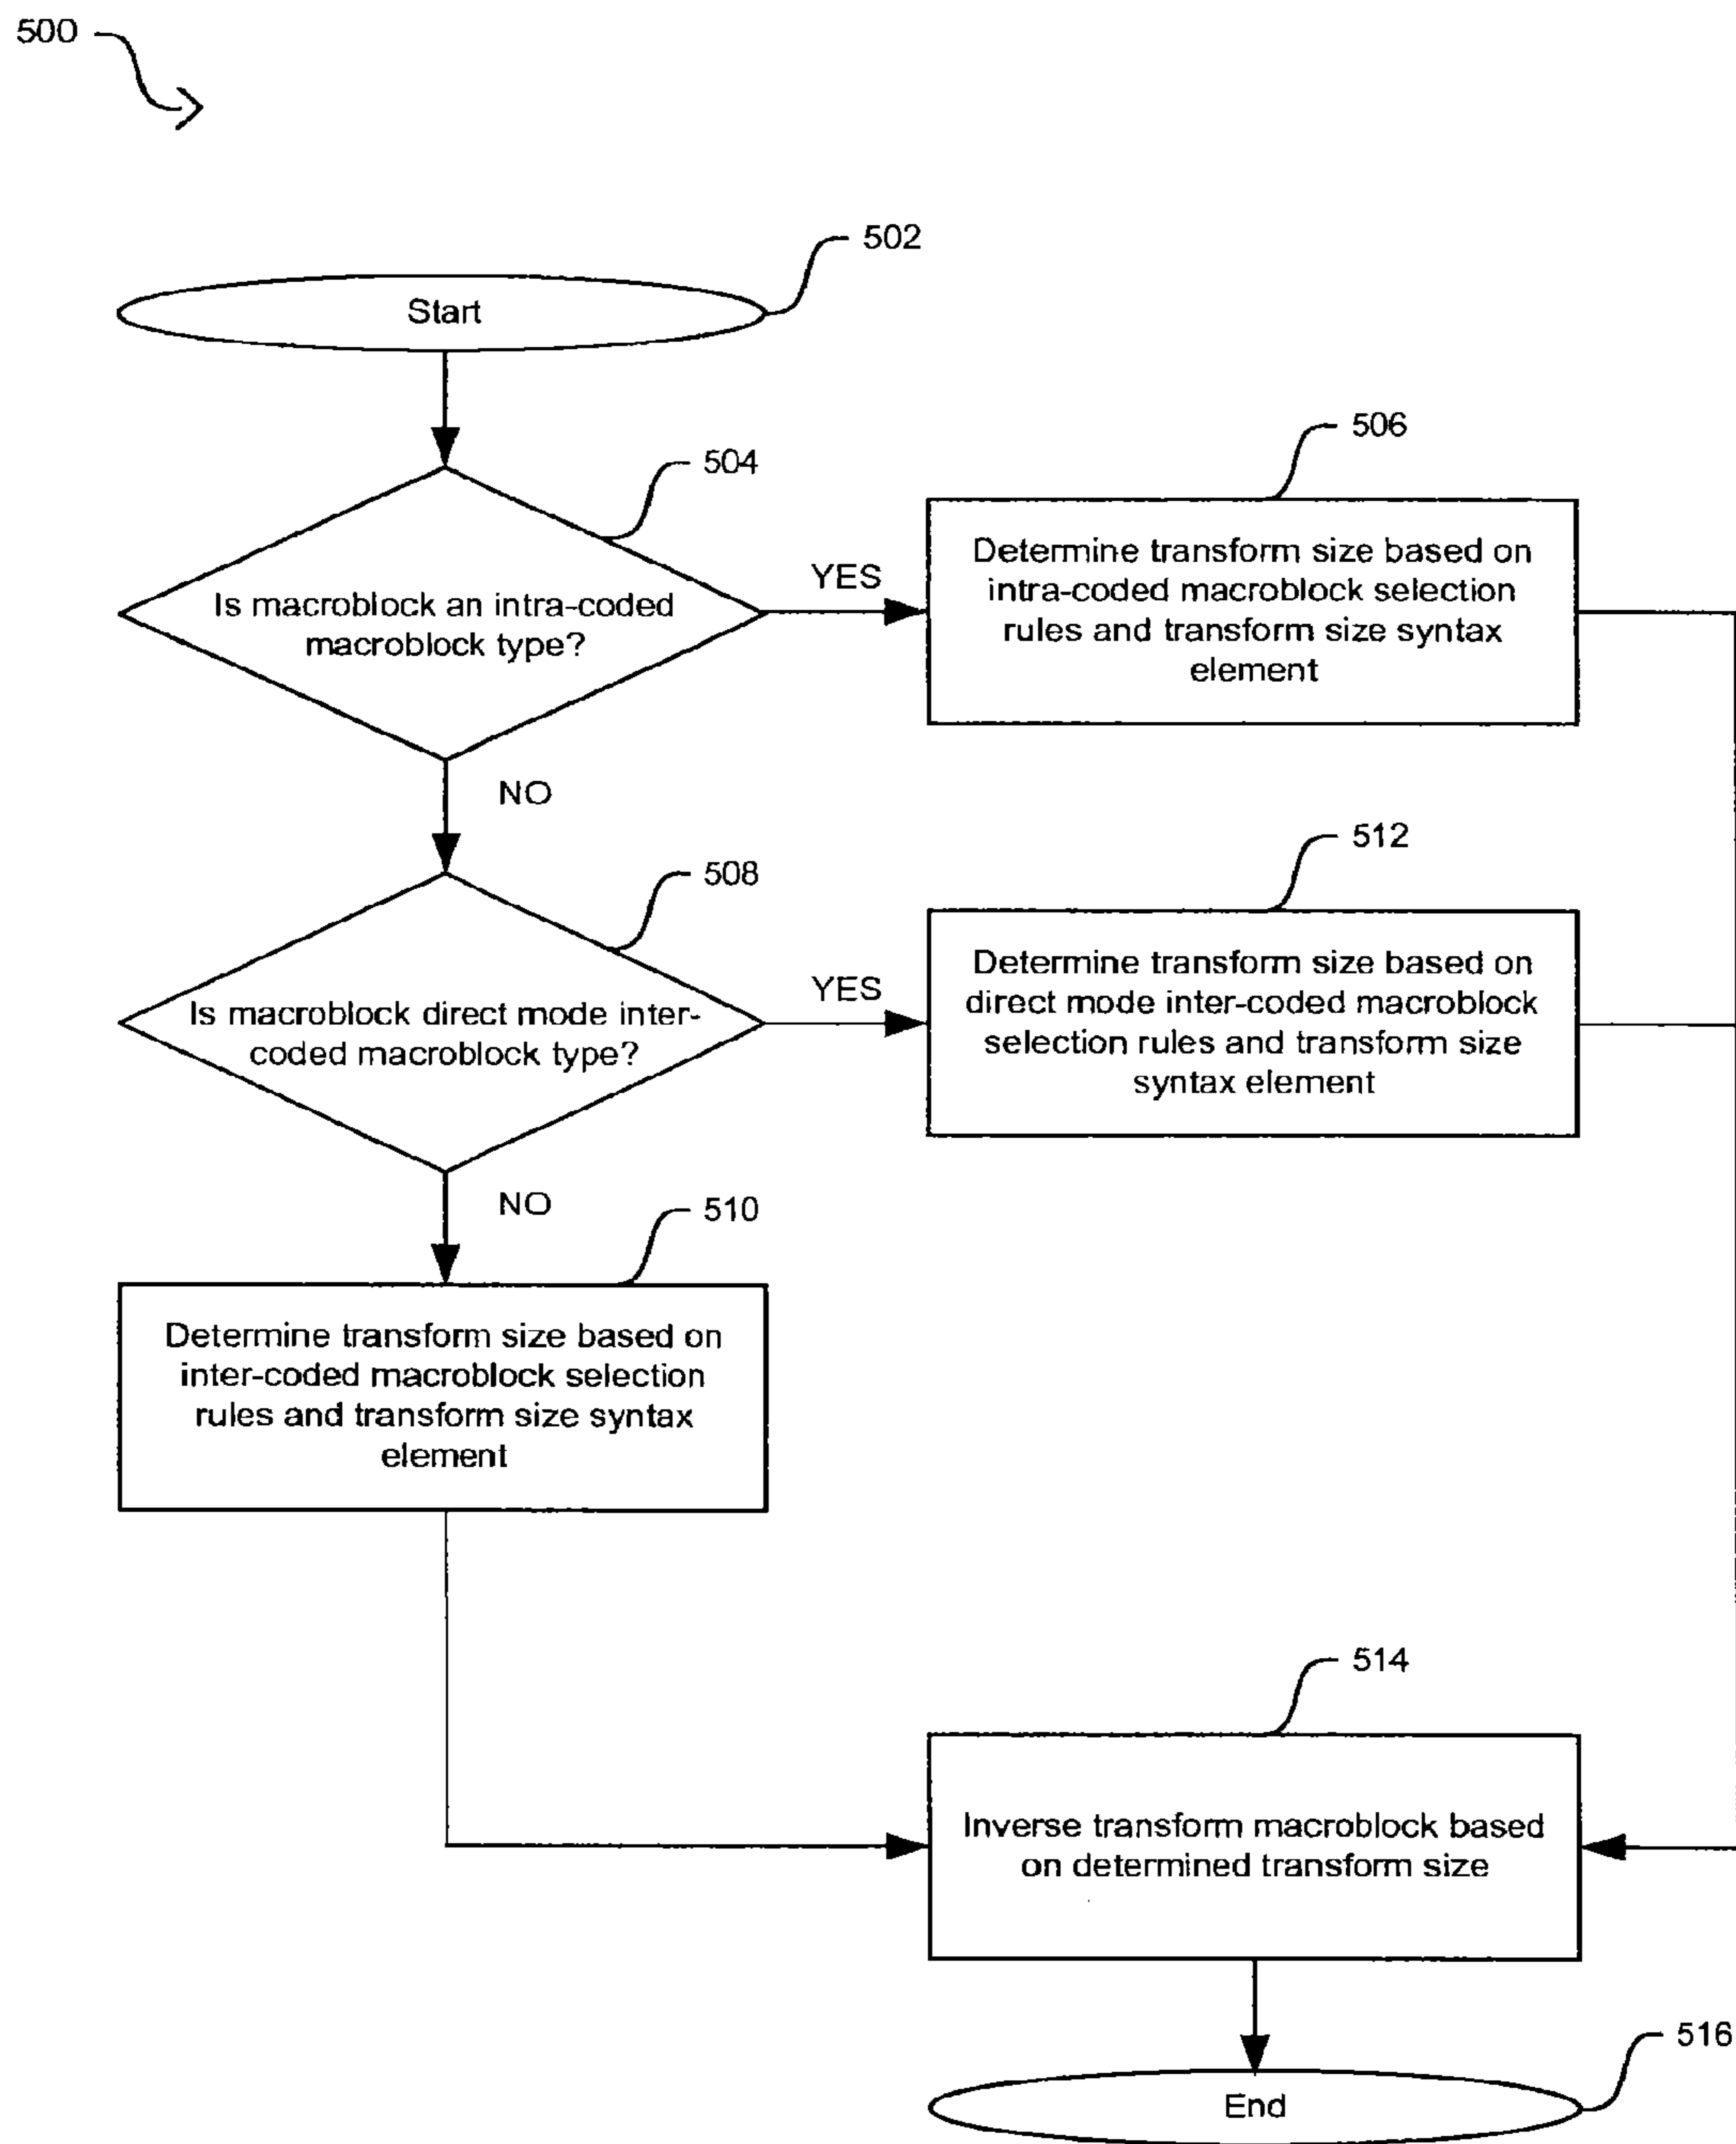 500
502
Start
504
506
Is macroblock an intra-coded
macroblock type?
YES
Determine transform size based on
intra-coded macroblock selection
rules and transform size syntax
element
NO
508
512
Is macroblock direct mode inter-
coded macroblock type?
YES
Determine transform size based on
direct mode inter-coded macroblock
selection rules and transform size
syntax element
NO
510
Determine transform size based on
inter-coded macroblock selection
rules and transform size syntax
element
514
Inverse transform macroblock based
on determined transform size
516
End